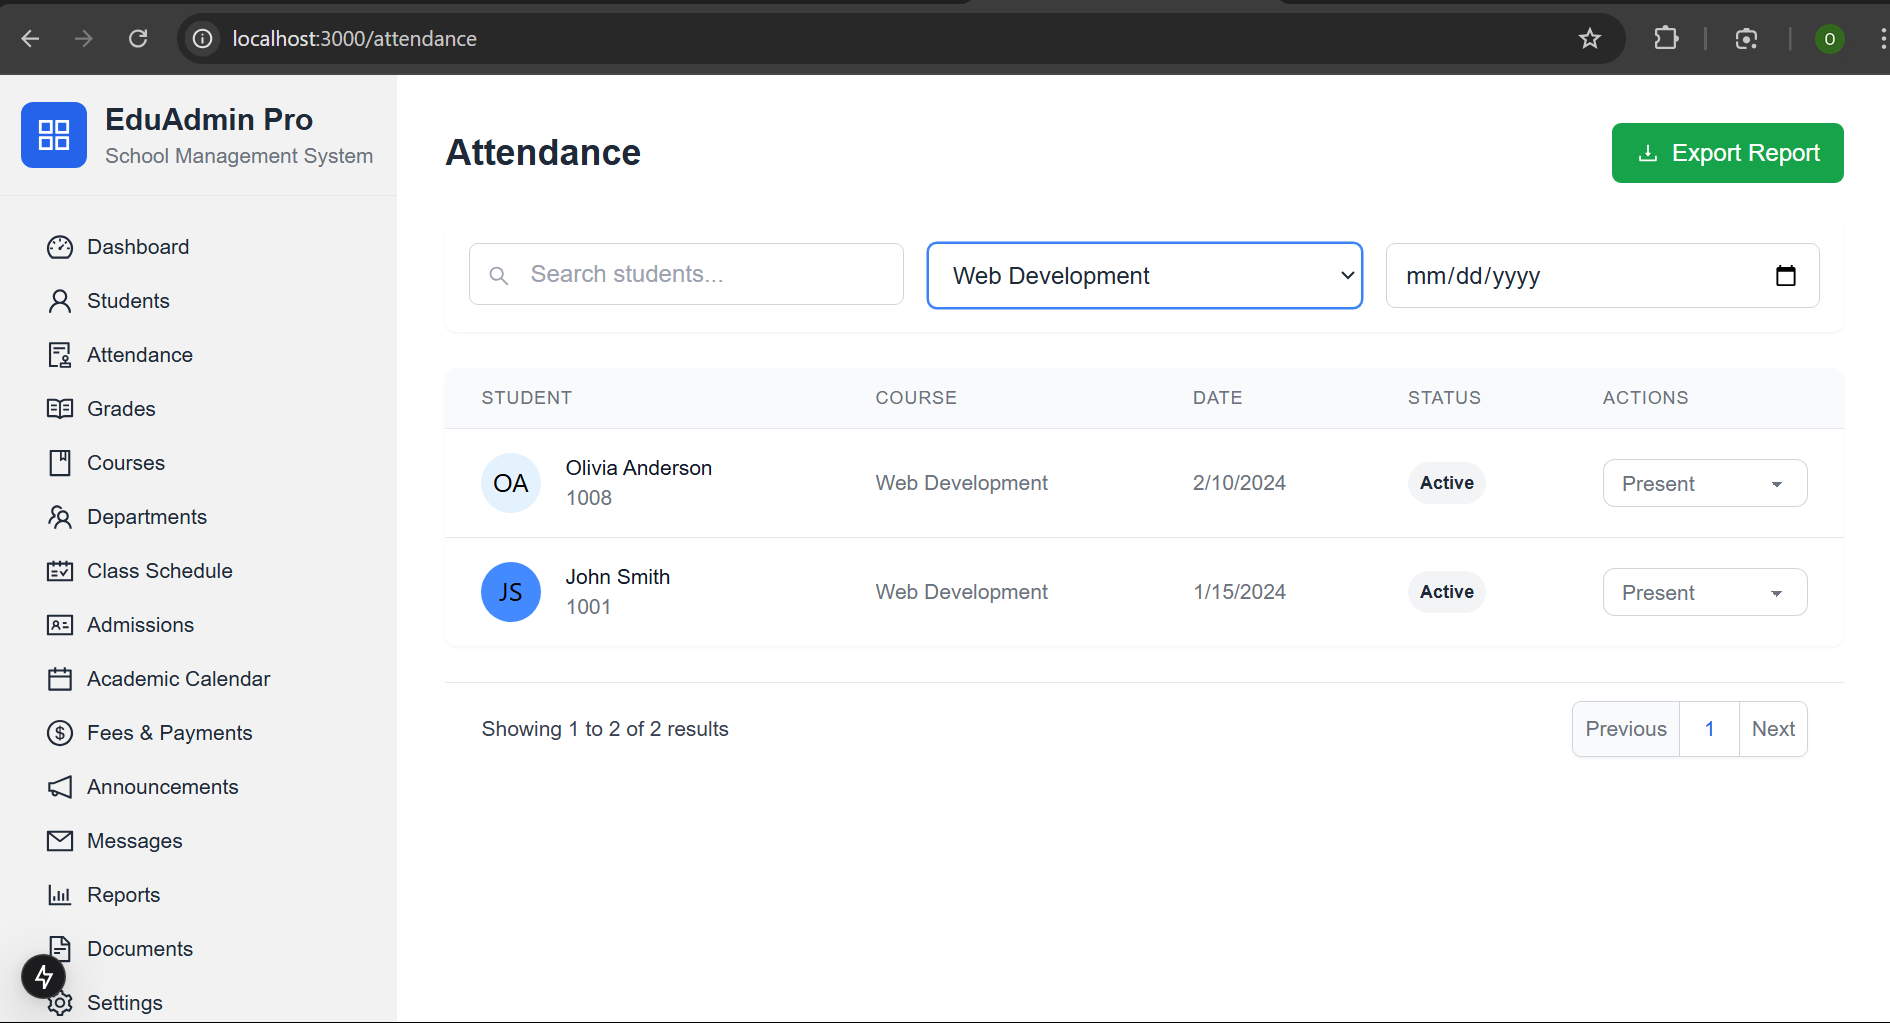 localhost:3000/attendance
O
EduAdmin Pro
School Management System
Dashboard
Students
Attendance
Grades
Courses
Departments
Class Schedule
Admissions
Academic Calendar
Fees & Payments
Announcements
Messages
Reports
Documents
Settings
Attendance
Export Report
Search students...
Web Development
mm/dd/yyyy
STUDENT COURSE DATE STATUS ACTIONS
OA Olivia Anderson 1008 Web Development 2/10/2024 Active Present
JS John Smith 1001 Web Development 1/15/2024 Active Present
Showing 1 to 2 of 2 results
Previous 1 Next